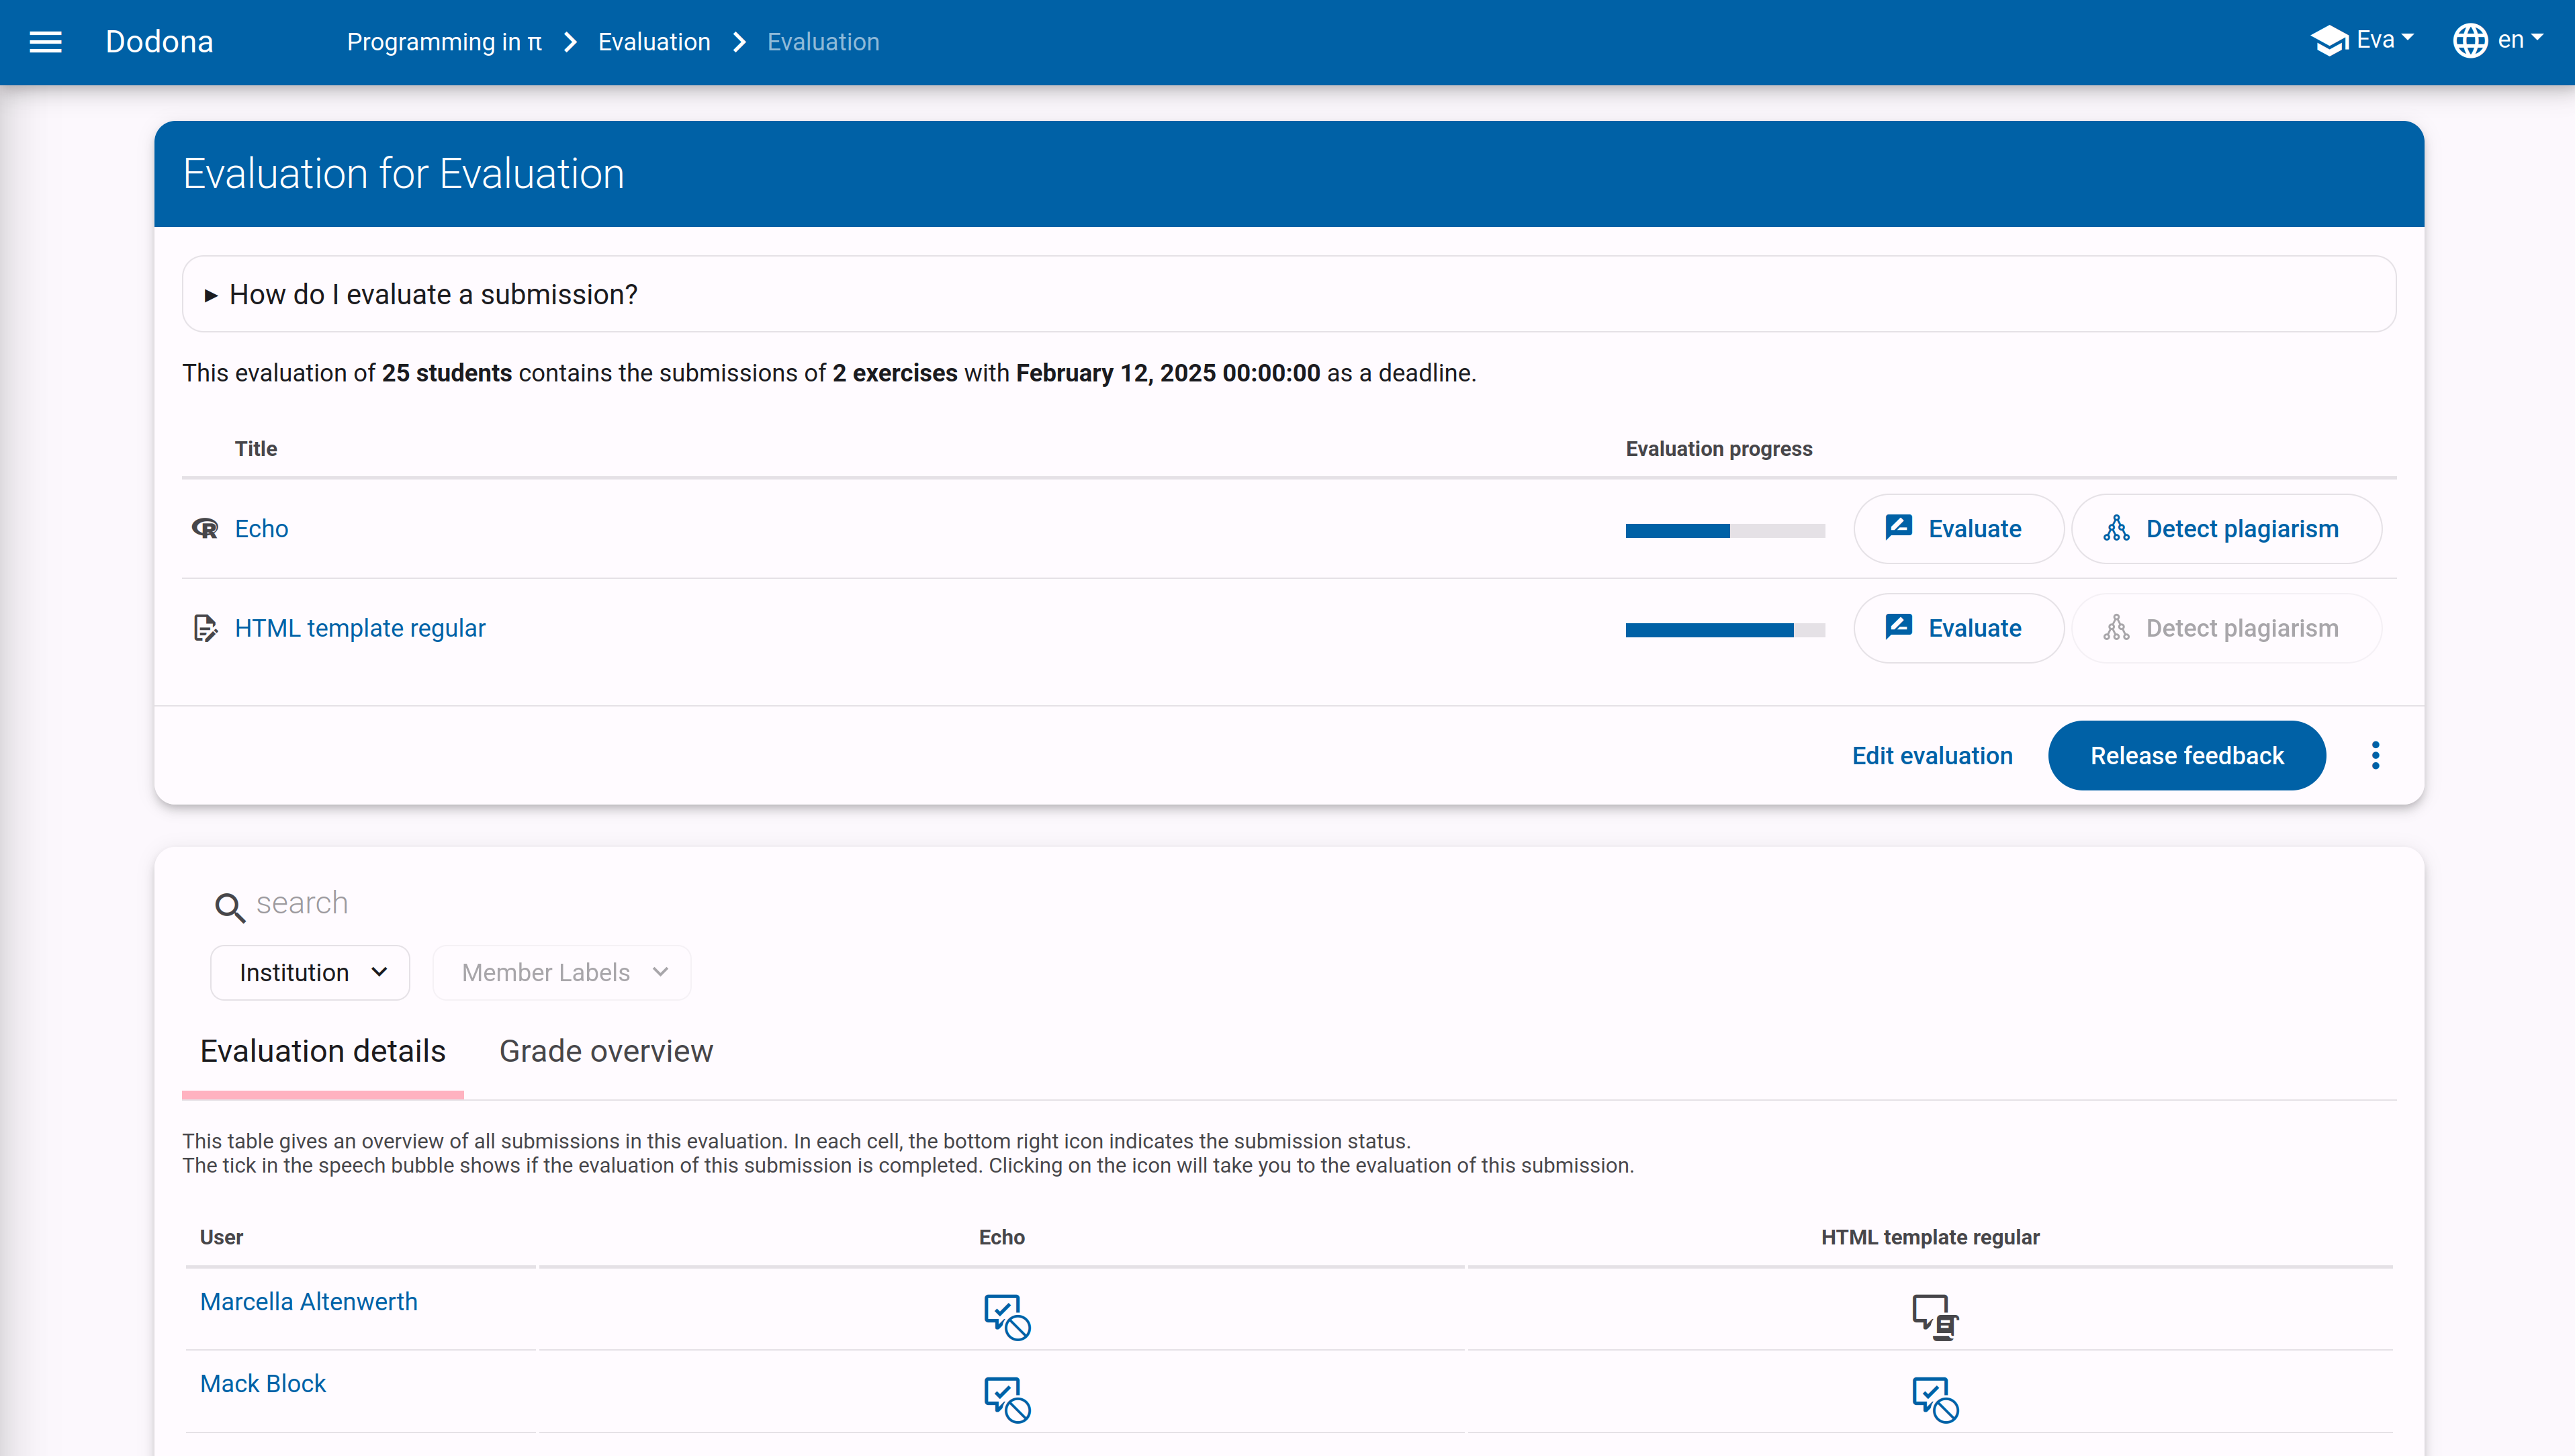 Dodona Programming in π Evaluation Evaluation Eva en
Evaluation for Evaluation
How do I evaluate a submission?
This evaluation of 25 students contains the submissions of 2 exercises with February 12, 2025 00:00:00 as a deadline.
Title Evaluation progress
Echo Evaluate Detect plagiarism
HTML template regular Evaluate Detect plagiarism
Edit evaluation Release feedback
search
Institution Member Labels
Evaluation details Grade overview
This table gives an overview of all submissions in this evaluation. In each cell, the bottom right icon indicates the submission status.
The tick in the speech bubble shows if the evaluation of this submission is completed. Clicking on the icon will take you to the evaluation of this submission.
User Echo HTML template regular
Marcella Altenwerth
Mack Block